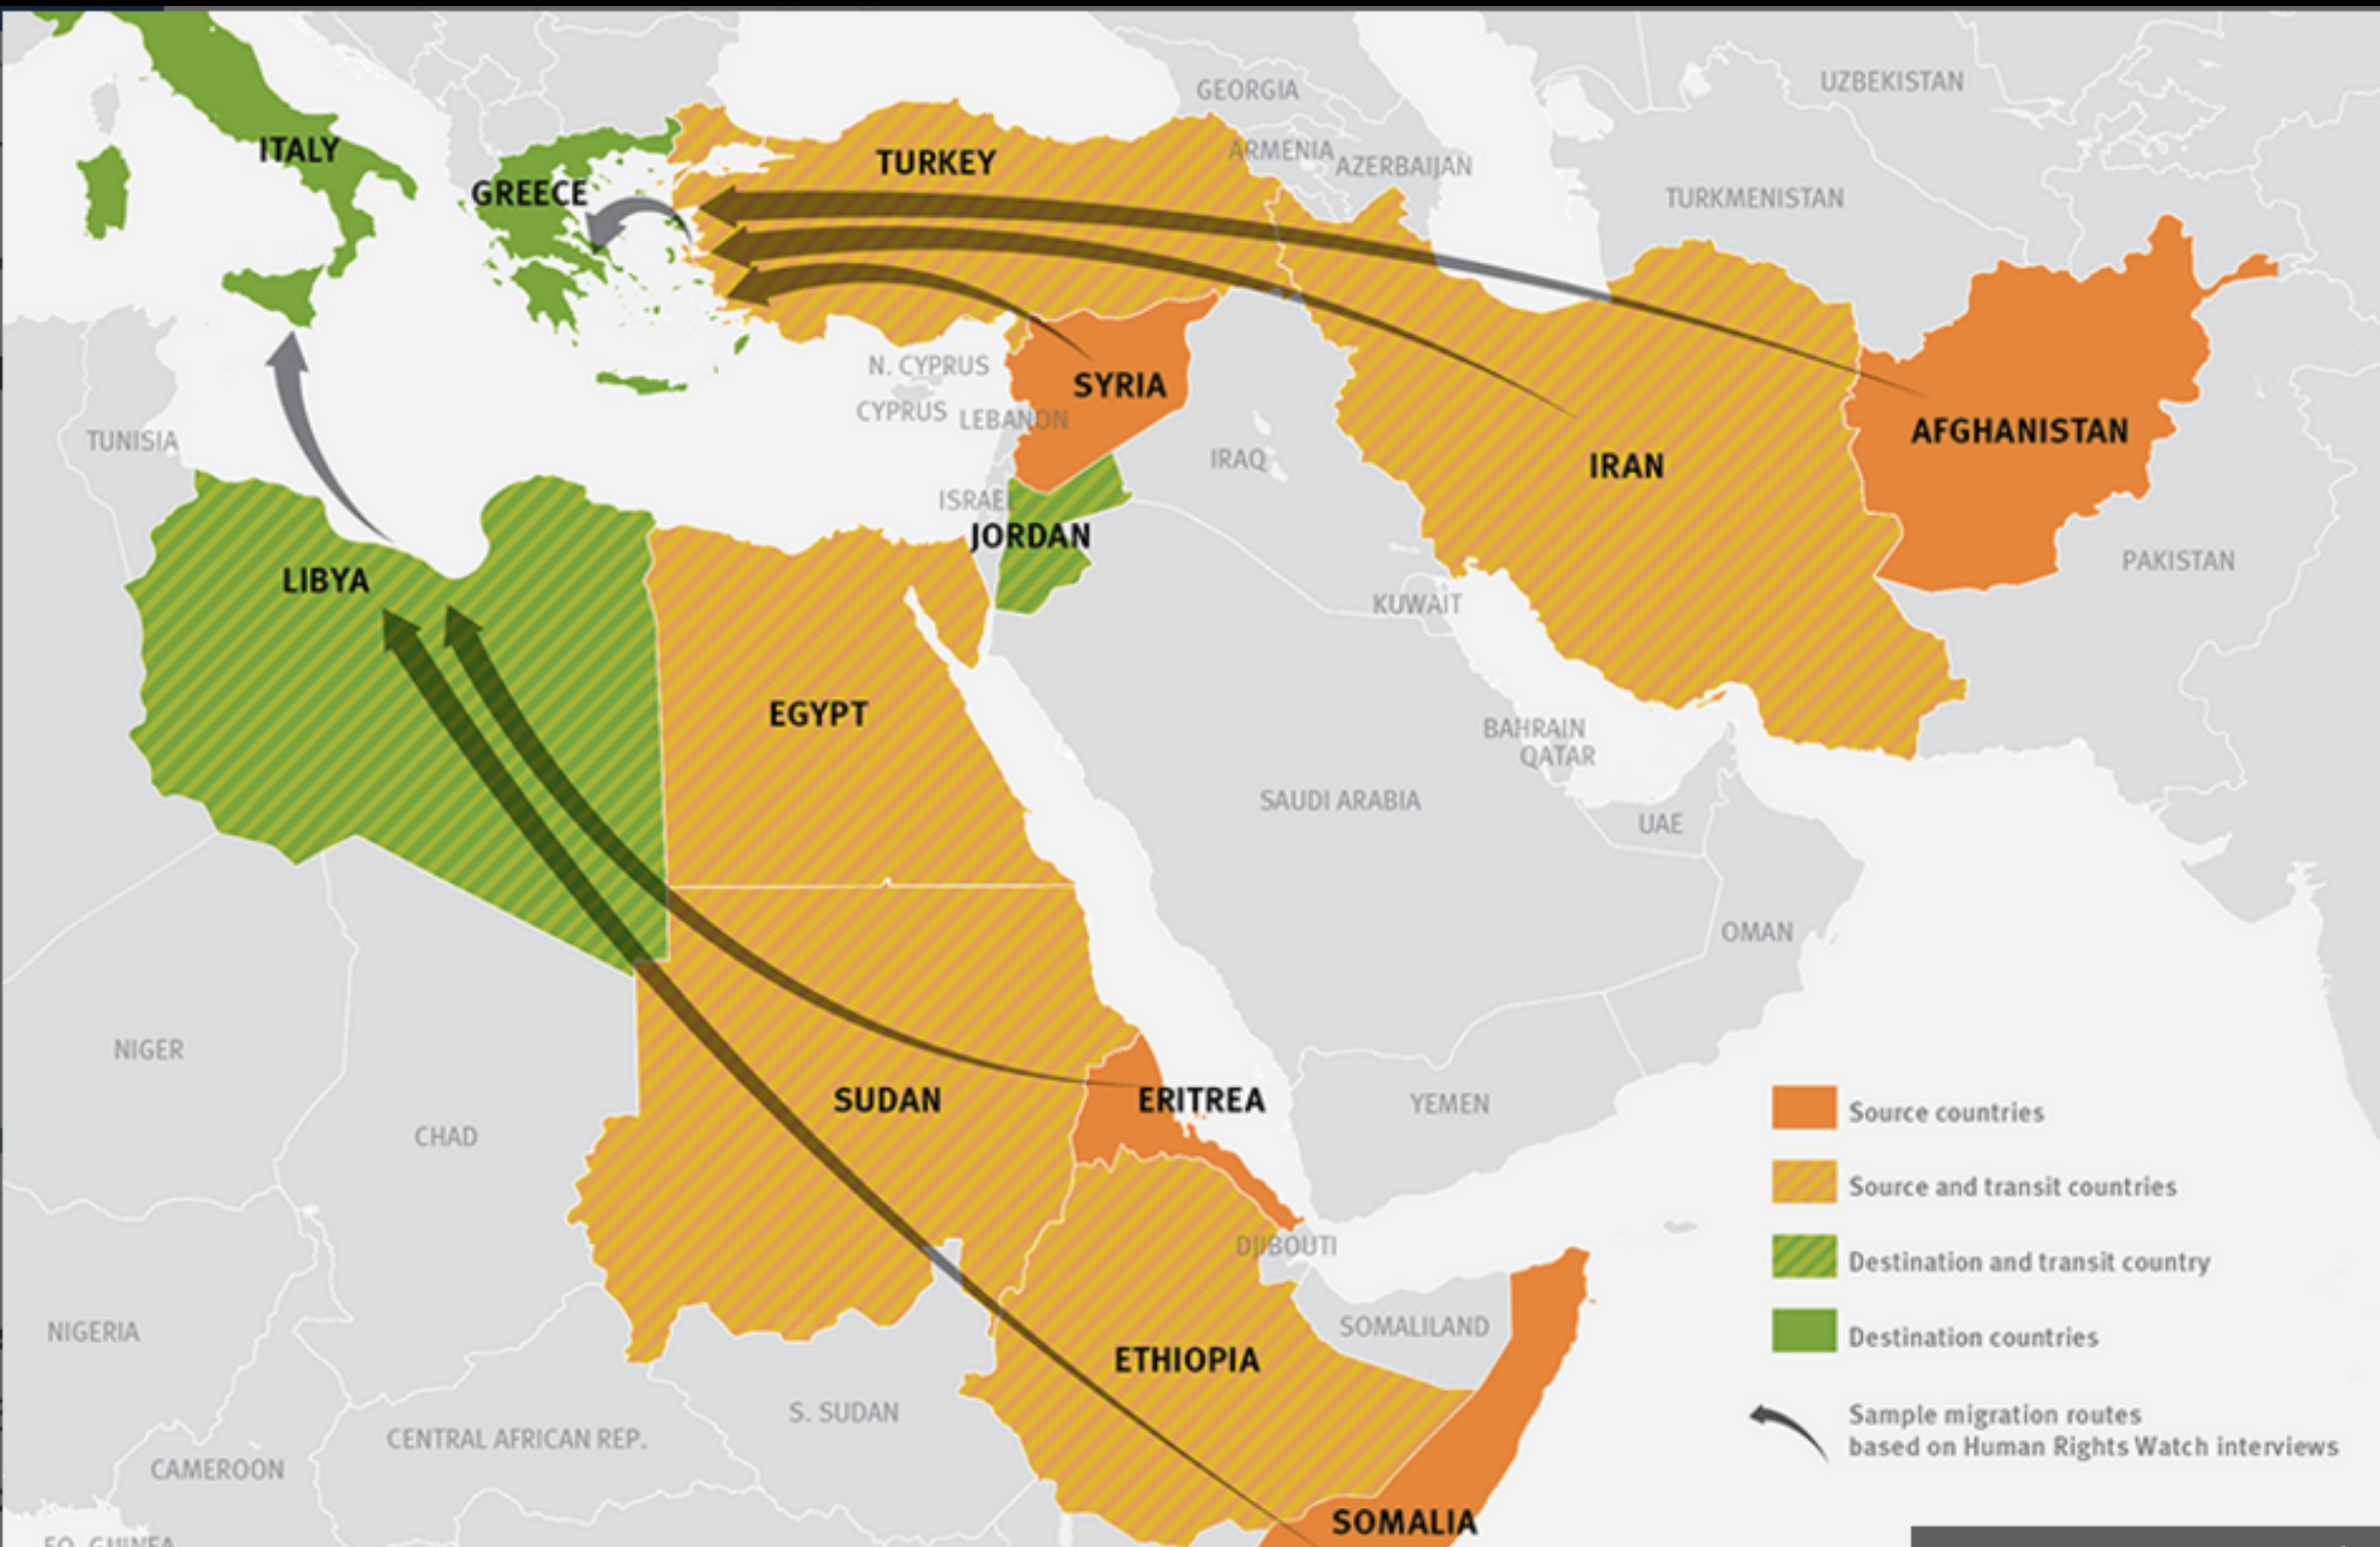 GEORGIA
UZBEKISTAN
ITALY
TURKEY
ARMENIA
AZERBAIJAN
GREECE
TURKMENISTAN
N. CYPRUS
SYRIA
CYPRUS
LEBANON
AFGHANISTAN
TUNISIA
IRAQ
IRAN
ISRAEL
JORDAN
PAKISTAN
LIBYA
KUWAIT
EGYPT
BAHRAIN
QATAR
SAUDI ARABIA
UAE
OMAN
NIGER
SUDAN
ERITREA
YEMEN
CHAD
DJIBOUTI
NIGERIA
SOMALILAND
ETHIOPIA
S. SUDAN
CENTRAL AFRICAN REP.
CAMEROON
SOMALIA
EQ. GUINEA
Source countries
Source and transit countries
Destination and transit country
Destination countries
Sample migration routes
based on Human Rights Watch interviews